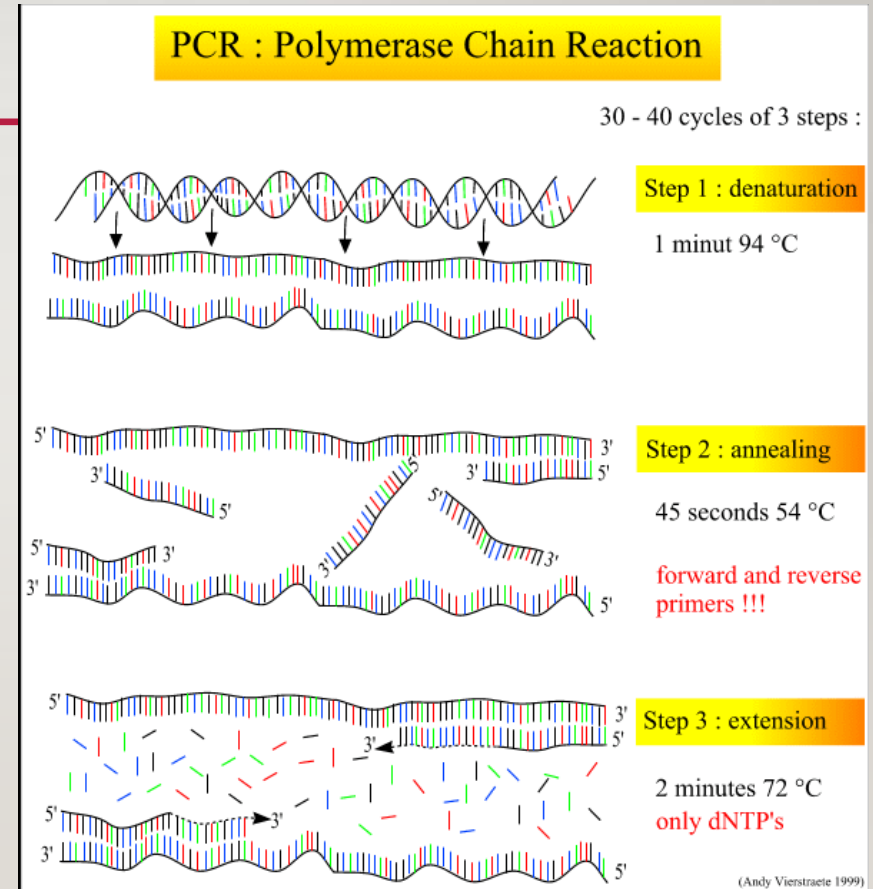 PCR : Polymerase Chain Reaction
30 - 40 cycles of 3 steps :
Step 1 : denaturation
1 minut 94 °C
5'
3'
Step 2 : annealing
3'
5'
3'
5'
5'
5'
45 seconds 54 °C
5'
3'
3'
3'
forward and reverse
3'
5'
primers !!!
5'
3'
Step 3 : extension
3'
5'
2 minutes 72 °C
5'
3'
only dNTP's
3'
5'
(Andy Vierstraete 1999)